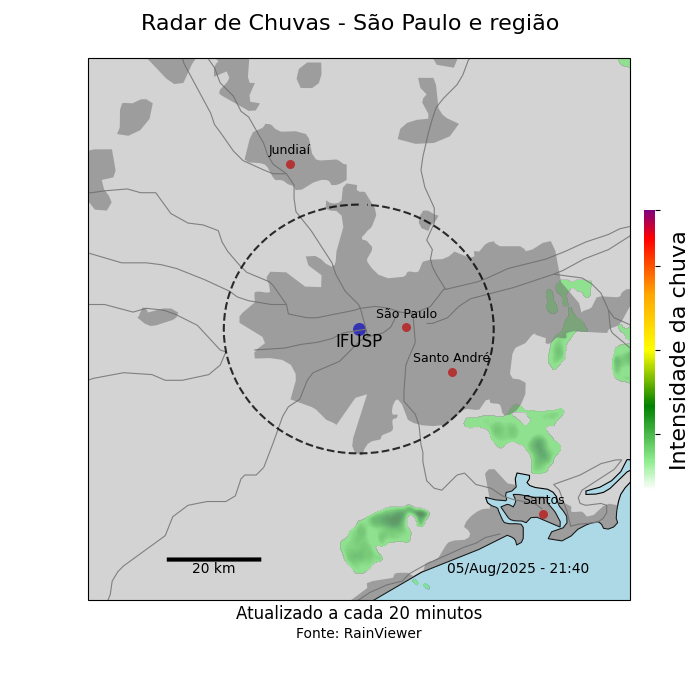 Radar de Chuvas - São Paulo e região
Jundiaí
São Paulo
IFUSP
Santo André
Santos
20 km
05/Aug/2025 - 21:40
Intensidade da chuva
Atualizado a cada 20 minutos
Fonte: RainViewer